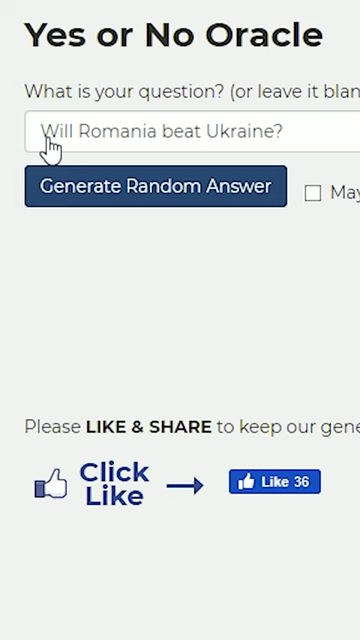 Yes or No Oracle
What is your question? (or leave it blan
Will Romania beat Ukraine?
Generate Random Answer
May
Please LIKE & SHARE to keep our gene
Click
Like
Like 36